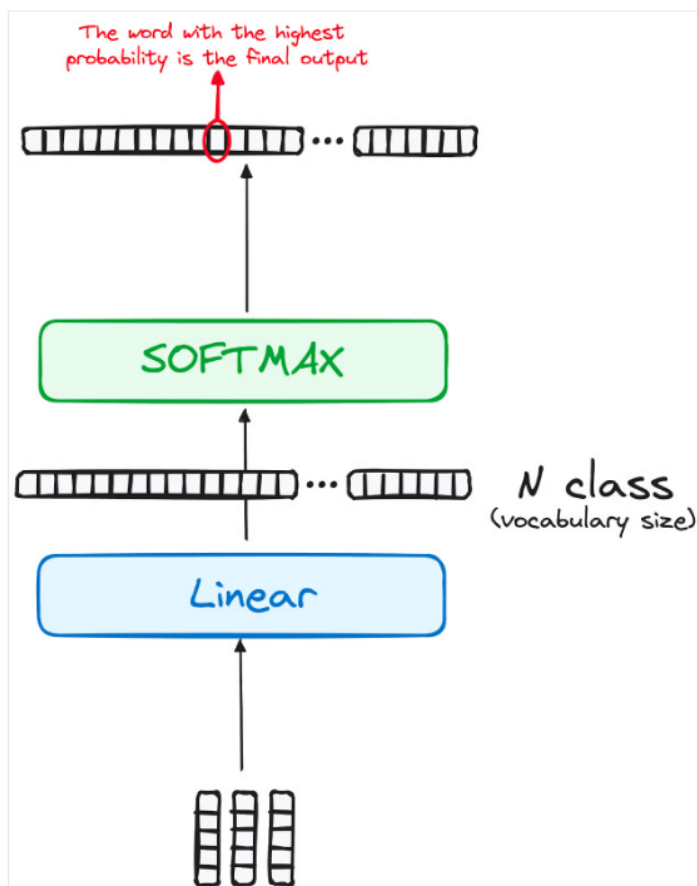 The word with the highest
probability is the final output
...
SOFTMAX
...
N class
(vocabulary size)
Linear